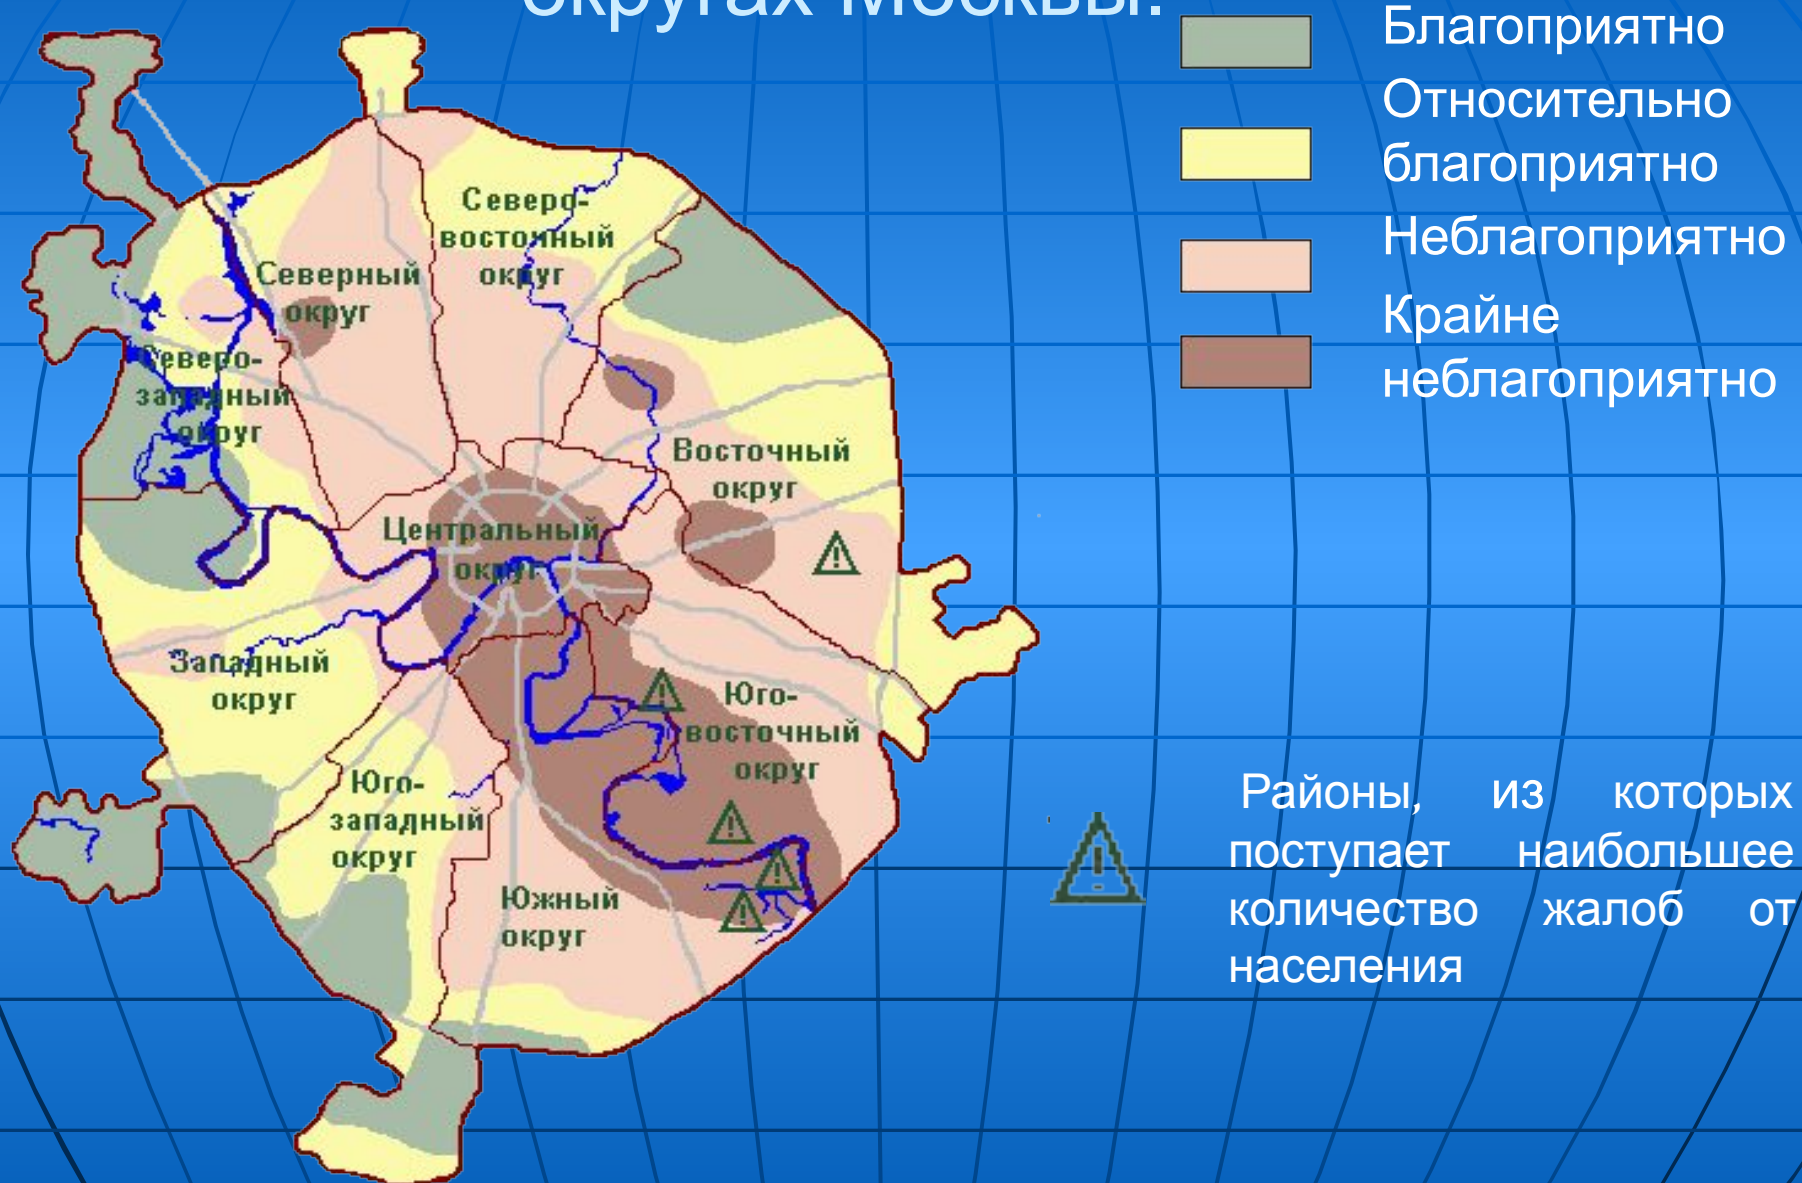 округах Москвы.
Благоприятно
Относительно
благоприятно
Неблагоприятно
Крайне
неблагоприятно
Северо-
восточный
округ
Северный
округ
Северо-
западный
округ
Восточный
округ
Центральный
округ
Западный
округ
Юго-
восточный
округ
Юго-
западный
округ
Южный
округ
Районы, из которых
поступает наибольшее
количество жалоб от
населения